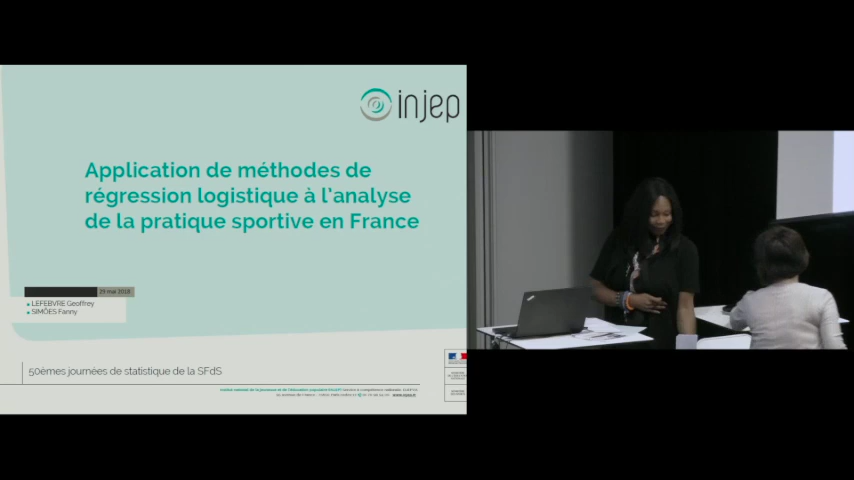 injep
Application de méthodes de
régression logistique à l'analyse
de la pratique sportive en France
29 mai 2018
LEFEBVRE Geoffrey
SIMÕES Fanny
50èmes journées de statistique de la SFdS